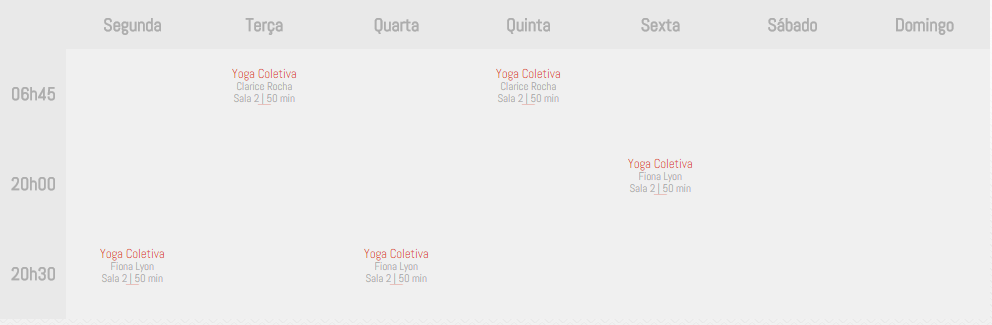 Segunda Terça Quarta Quinta Sexta Sábado Domingo
06h45
Yoga Coletiva
Clarice Rocha
Sala 2 | 50 min
Yoga Coletiva
Clarice Rocha
Sala 2 | 50 min
20h00
Yoga Coletiva
Fiona Lyon
Sala 2 | 50 min
20h30
Yoga Coletiva
Fiona Lyon
Sala 2 | 50 min
Yoga Coletiva
Fiona Lyon
Sala 2 | 50 min